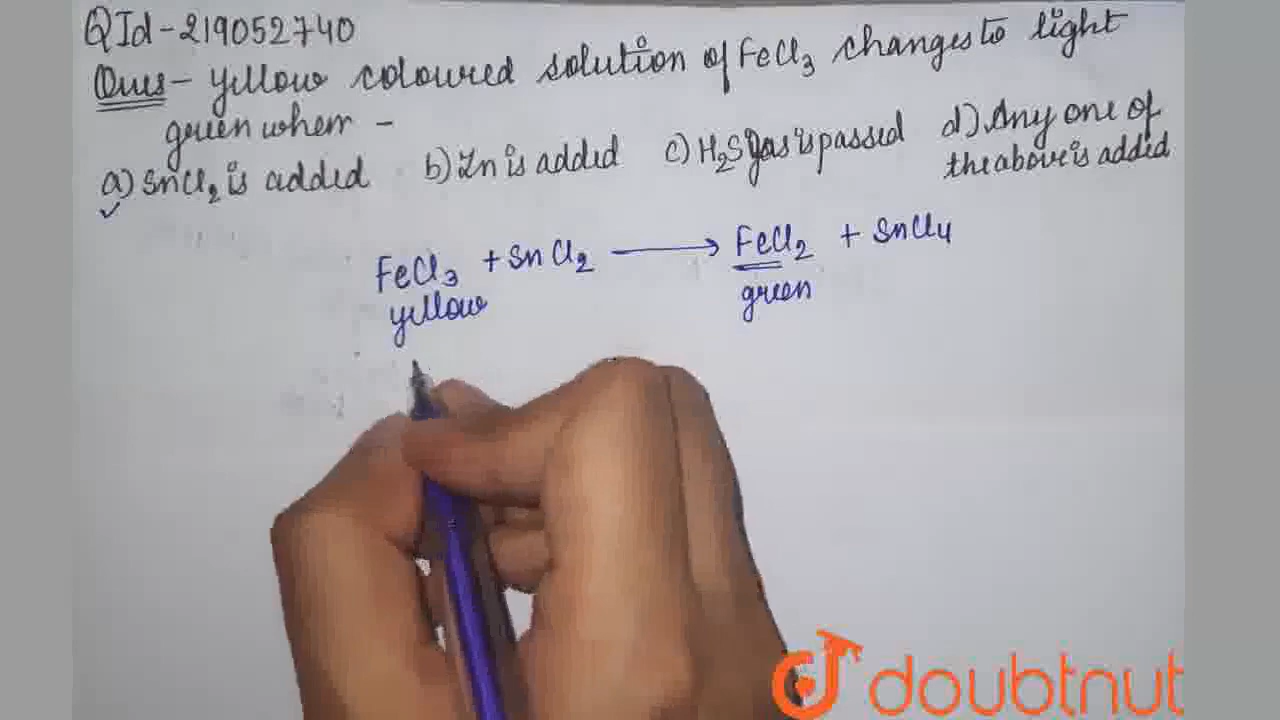 QId-219052740
Ques- yellow coloured solution of FeCl3 changes to light
green when -
a) SnCl2 is added b) Zn is added c) H2S gas is passed d) Any one of
the above is added
FeCl3 + SnCl2 ⟶ FeCl2 + SnCl4
yellow green
doubtnut